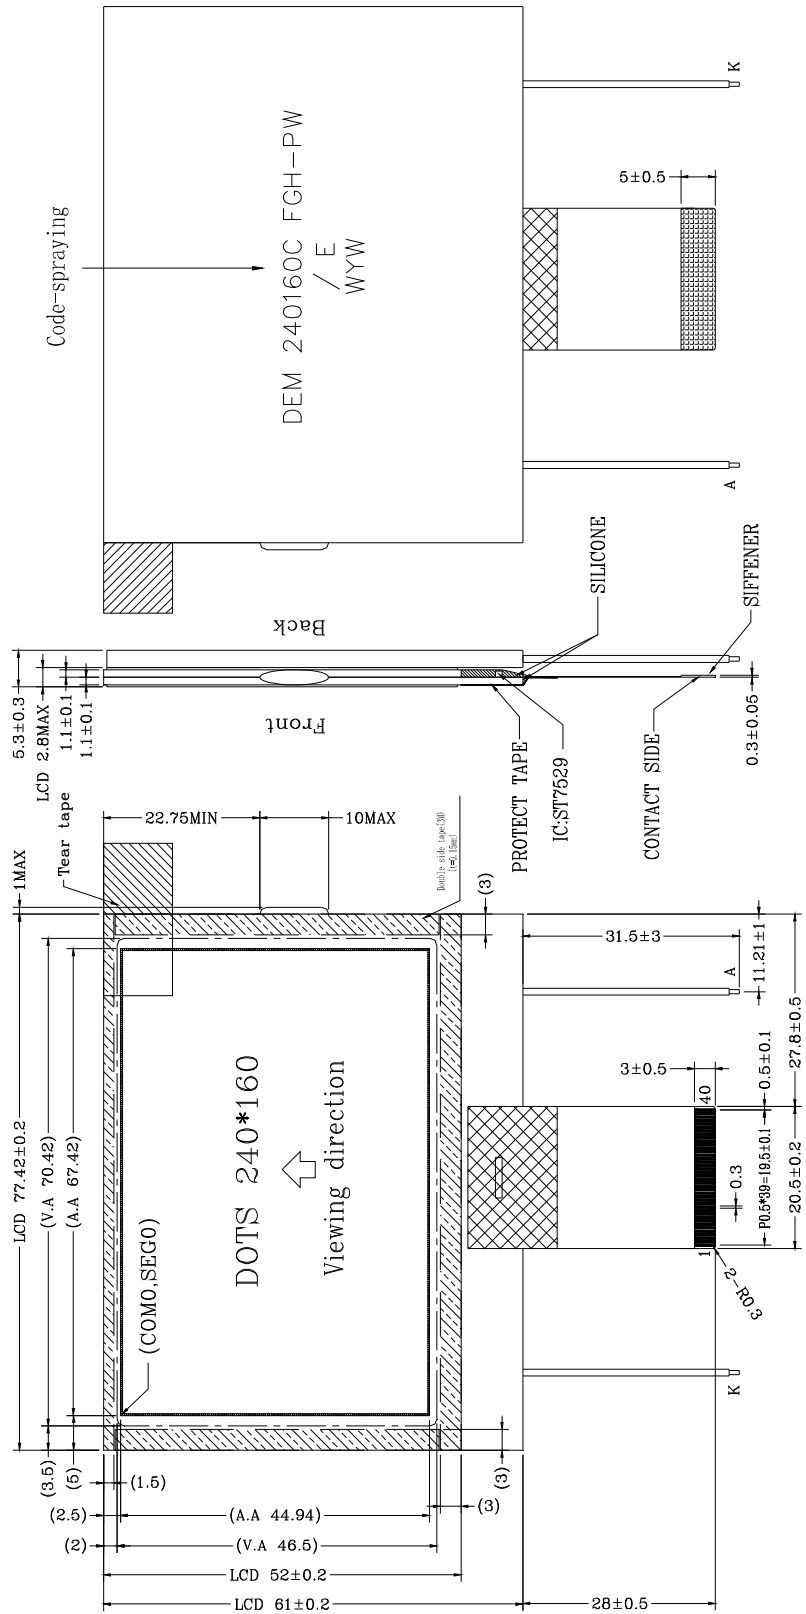 Code-spraying
DEM 240160C FGH-PW
/ E
WYW
K
5±0.5
A
Back
Front
5.3±0.3
LCD 2.8MAX
1.1±0.1
1.1±0.1
SILICONE
SIFFENER
PROTECT TAPE
IC:ST7529
CONTACT SIDE
0.3±0.05
1MAX
Tear tape
22.75MIN
10MAX
(3)
31.5±3
11.21±1
A
27.8±0.5
LCD 77.42±0.2
(V.A 70.42)
(A.A 67.42)
DOTS 240*160
Viewing direction
(COM0,SEG0)
3±0.5
40
1
0.5±0.1
P0.5*39=19.5±0.1
0.3
20.5±0.2
2-R0.3
K
(3.5)
(5)
(1.5)
(3)
(3)
(2.5)
(A.A 44.94)
(2)
(V.A 46.5)
LCD 52±0.2
LCD 61±0.2
28±0.5